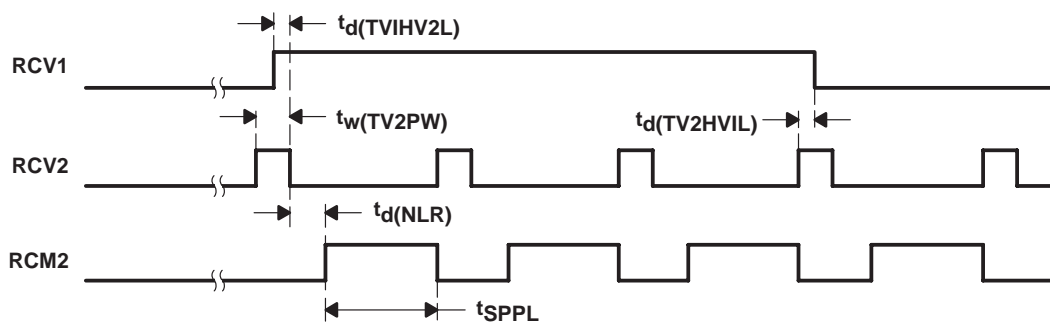 td(TVIHV2L)
RCV1
tw(TV2PW)
td(TV2HVIL)
RCV2
td(NLR)
RCM2
tSPPL